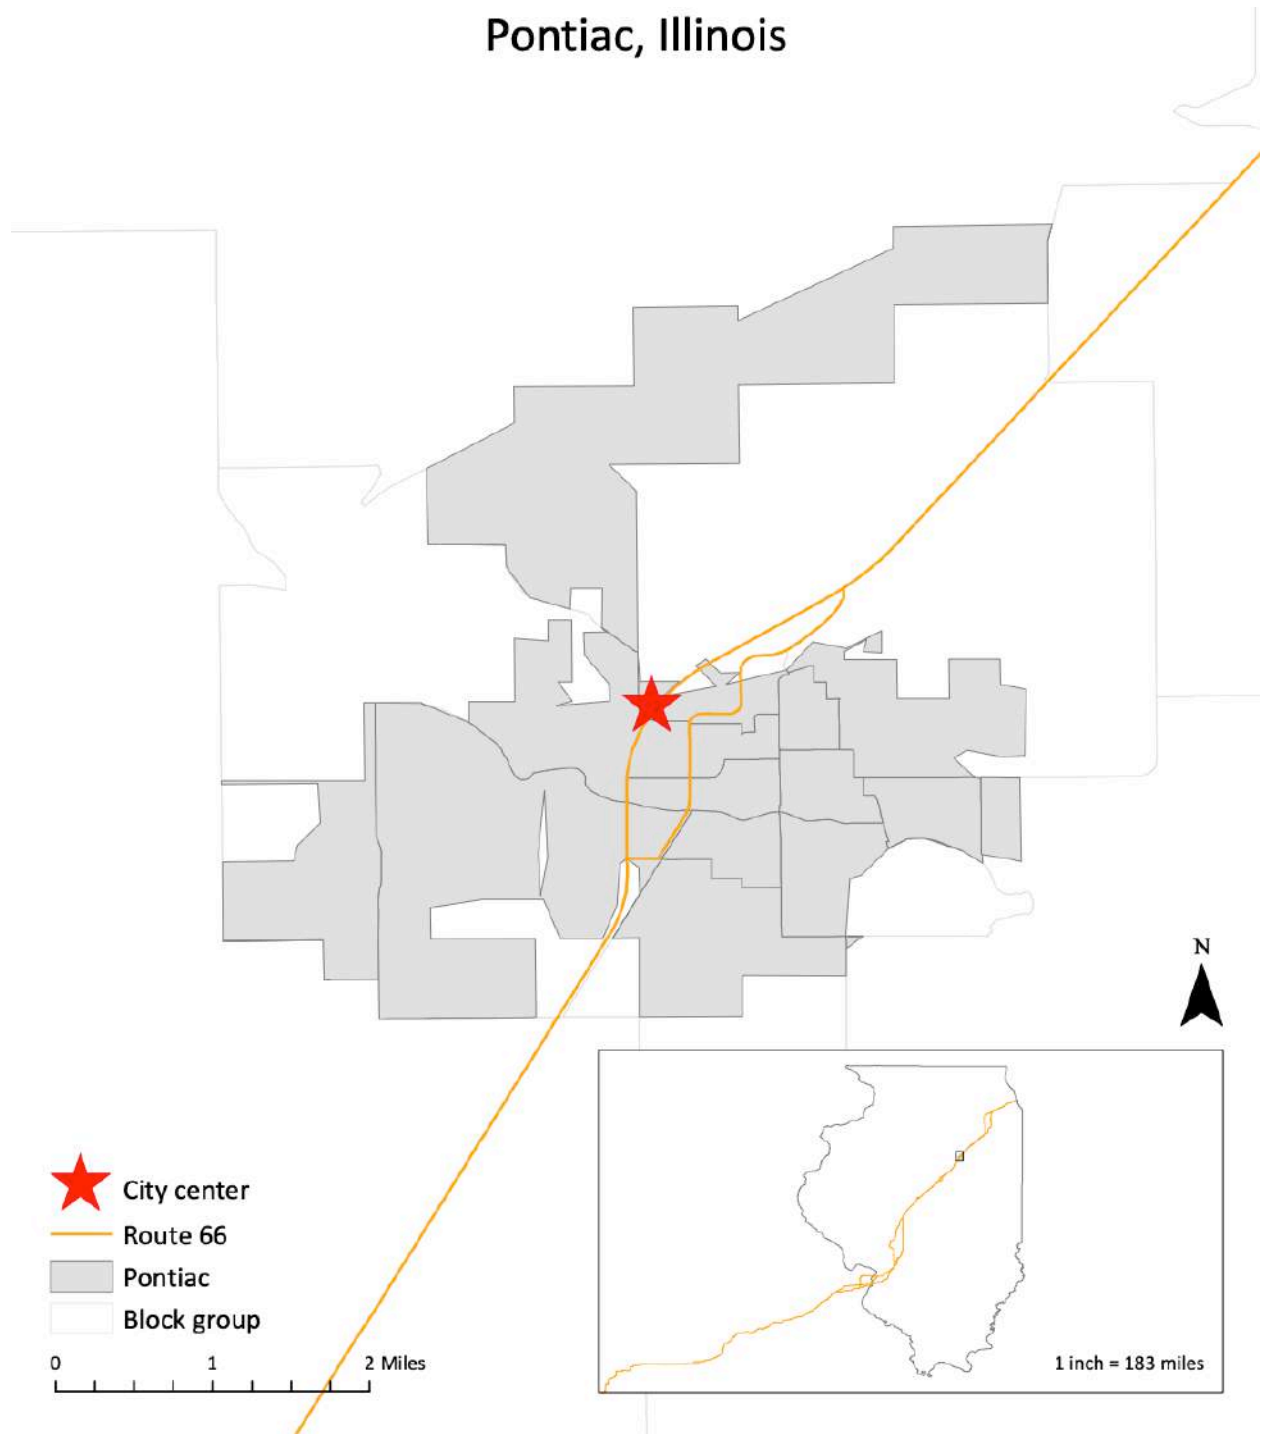 Pontiac, Illinois
N
City center
Route 66
Pontiac
Block group
0 1 2 Miles
1 inch = 183 miles